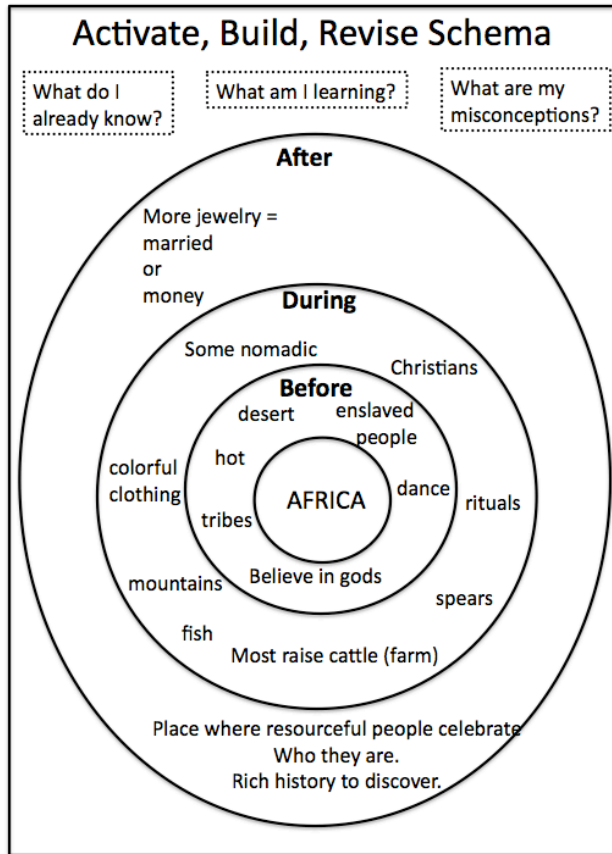 Activate, Build, Revise Schema
What do I
already know?
What am I learning?
What are my
misconceptions?
After
More jewelry =
married
or
money
During
Some nomadic
Christians
Before
desert
enslaved
people
hot
colorful
clothing
AFRICA
dance
rituals
tribes
Believe in gods
mountains
spears
fish
Most raise cattle (farm)
Place where resourceful people celebrate
Who they are.
Rich history to discover.